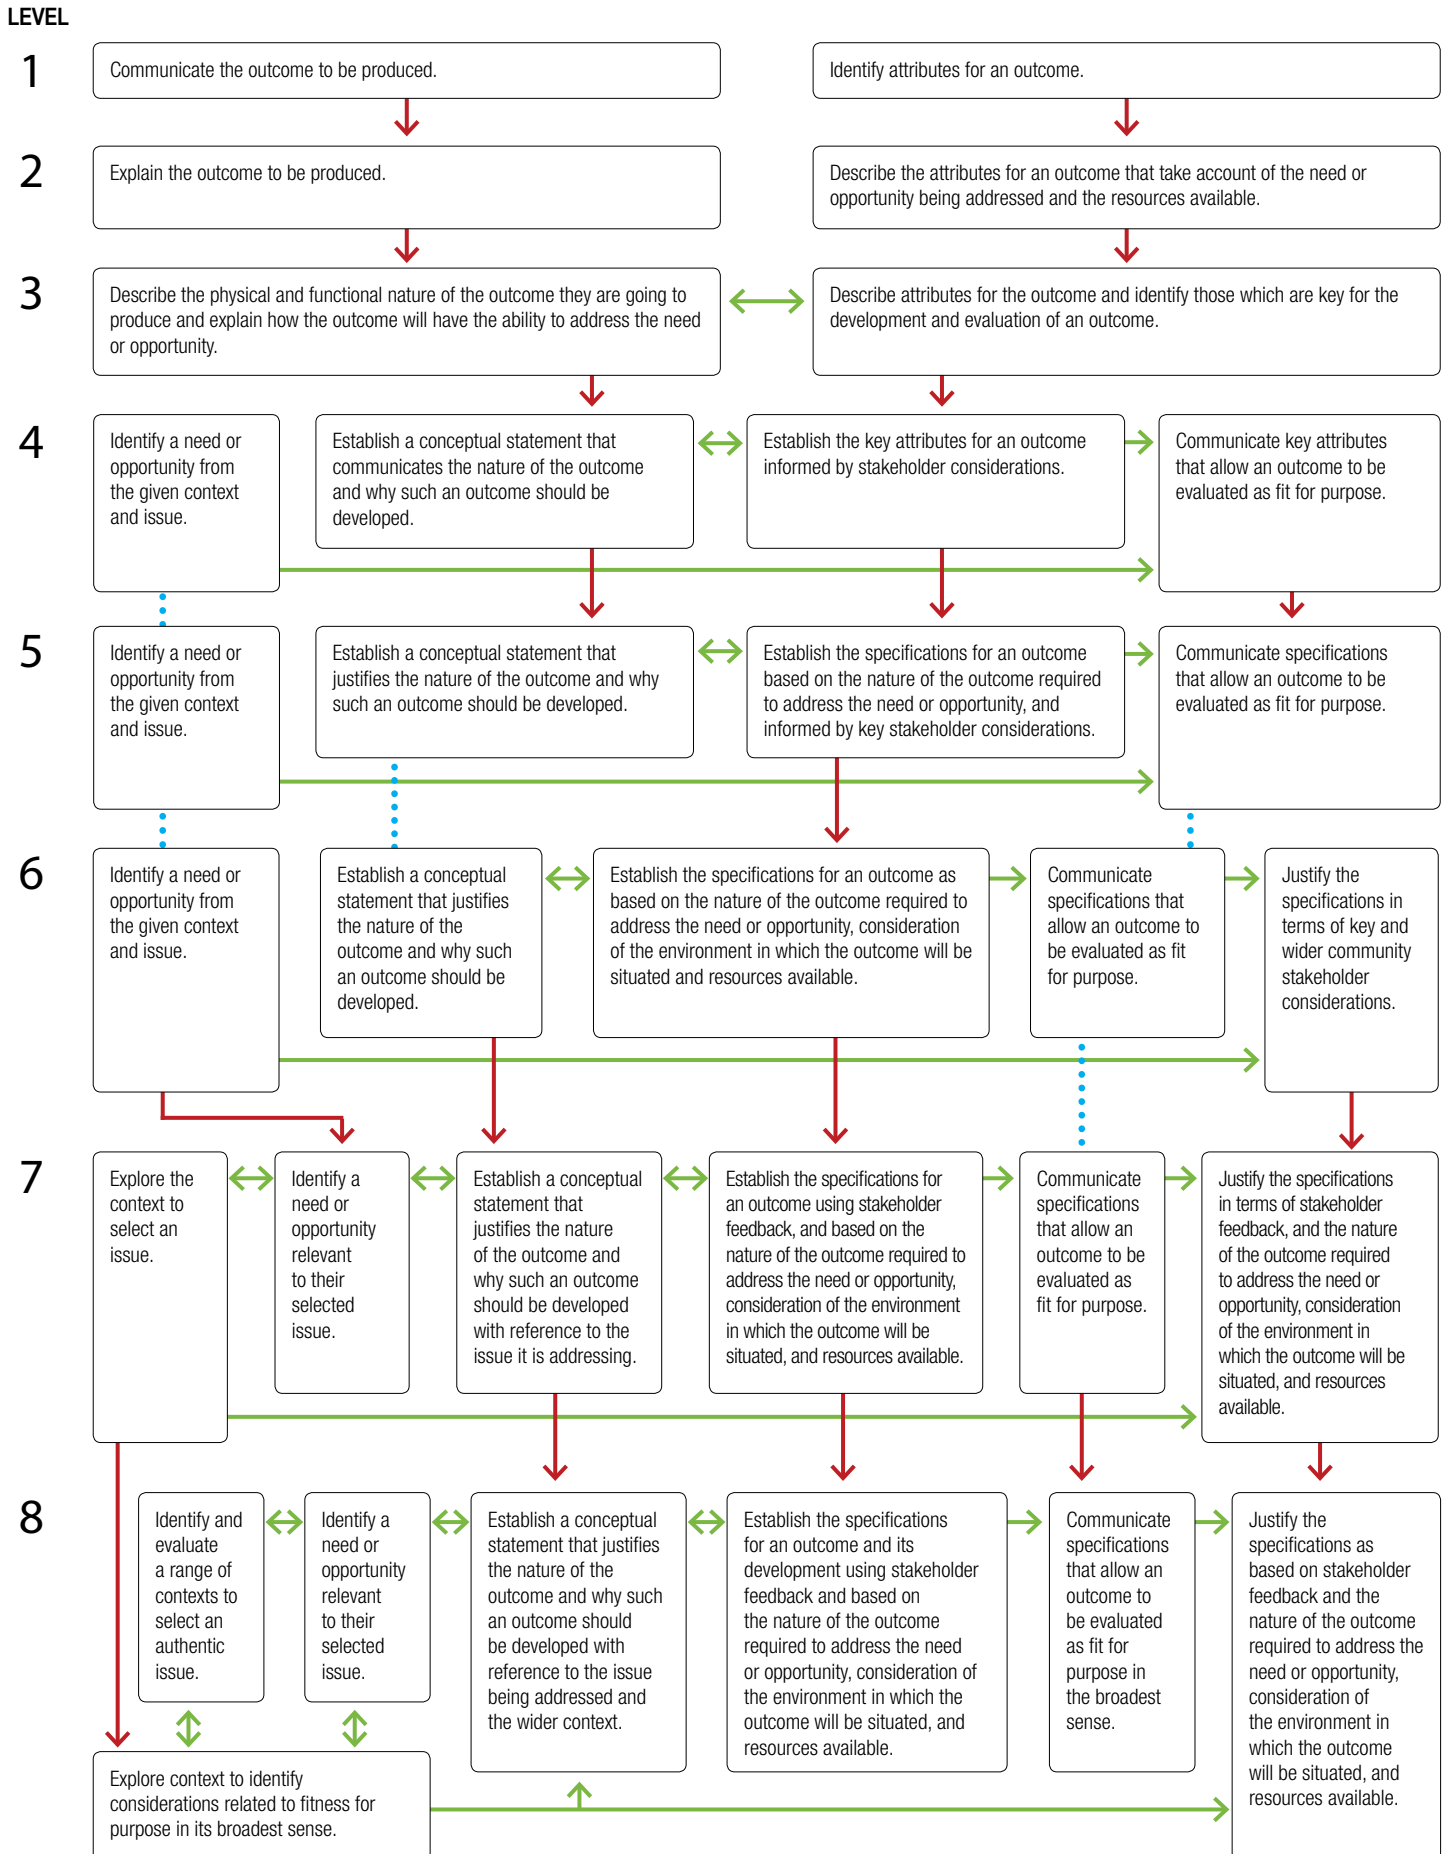 LEVEL
1
Communicate the outcome to be produced.
Identify attributes for an outcome.
2
Explain the outcome to be produced.
Describe the attributes for an outcome that take account of the need or
opportunity being addressed and the resources available.
3
Describe the physical and functional nature of the outcome they are going to
produce and explain how the outcome will have the ability to address the need
or opportunity.
Describe attributes for the outcome and identify those which are key for the
development and evaluation of an outcome.
4
Identify a need or
opportunity from
the given context
and issue.
Establish a conceptual statement that
communicates the nature of the outcome
and why such an outcome should be
developed.
Establish the key attributes for an outcome
informed by stakeholder considerations.
Communicate key attributes
that allow an outcome to be
evaluated as fit for purpose.
5
Identify a need or
opportunity from
the given context
and issue.
Establish a conceptual statement that
justifies the nature of the outcome and why
such an outcome should be developed.
Establish the specifications for an outcome
based on the nature of the outcome required
to address the need or opportunity, and
informed by key stakeholder considerations.
Communicate specifications
that allow an outcome to be
evaluated as fit for purpose.
6
Identify a need or
opportunity from
the given context
and issue.
Establish a conceptual
statement that justifies
the nature of the
outcome and why such
an outcome should be
developed.
Establish the specifications for an outcome as
based on the nature of the outcome required to
address the need or opportunity, consideration
of the environment in which the outcome will be
situated and resources available.
Communicate
specifications that
allow an outcome to
be evaluated as fit
for purpose.
Justify the
specifications in
terms of key and
wider community
stakeholder
considerations.
7
Explore the
context to
select an
issue.
Identify a
need or
opportunity
relevant
to their
selected
issue.
Establish a conceptual
statement that
justifies the nature
of the outcome and
why such an outcome
should be developed
with reference to the
issue it is addressing.
Establish the specifications for
an outcome using stakeholder
feedback, and based on the
nature of the outcome required to
address the need or opportunity,
consideration of the environment
in which the outcome will be
situated, and resources available.
Communicate
specifications
that allow an
outcome to be
evaluated as
fit for purpose.
Justify the specifications
in terms of stakeholder
feedback, and the nature
of the outcome required
to address the need or
opportunity, consideration
of the environment in
which the outcome will be
situated, and resources
available.
8
Identify and
evaluate
a range of
contexts to
select an
authentic
issue.
Identify a
need or
opportunity
relevant
to their
selected
issue.
Establish a conceptual
statement that justifies
the nature of the
outcome and why such
an outcome should
be developed with
reference to the issue
being addressed and
the wider context.
Establish the specifications
for an outcome and its
development using stakeholder
feedback and based on
the nature of the outcome
required to address the need
or opportunity, consideration of
the environment in which the
outcome will be situated, and
resources available.
Communicate
specifications
that allow an
outcome to
be evaluated
as fit for
purpose in
the broadest
sense.
Justify the
specifications as
based on stakeholder
feedback and the
nature of the outcome
required to address the
need or opportunity,
consideration of
the environment in
which the outcome
will be situated, and
resources available.
Explore context to identify
considerations related to fitness for
purpose in its broadest sense.